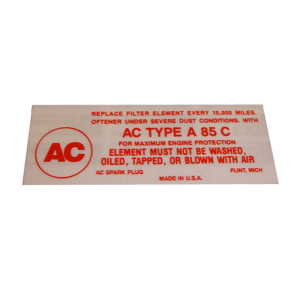 REPLACE FILTER ELEMENT EVERY 15,000 MILES.
OFTENER UNDER SEVERE DUST CONDITIONS. WITH
AC TYPE A 85 C
FOR MAXIMUM ENGINE PROTECTION
ELEMENT MUST NOT BE WASHED,
OILED, TAPPED, OR BLOWN WITH AIR
AC
AC SPARK PLUG FLINT, MICH
MADE IN U.S.A.